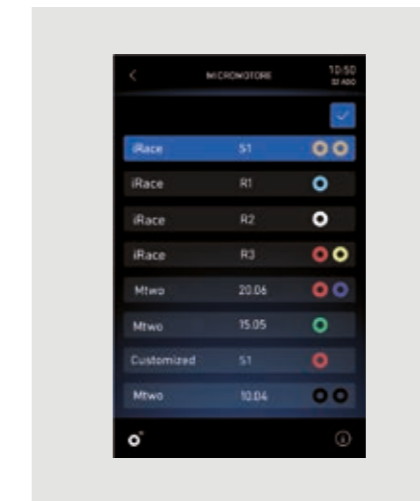 MICROMOTORE 10:50
iRace S1
iRace R1
iRace R2
iRace R3
Mtwo 20.06
Mtwo 15.05
Customized S1
Mtwo 10.04